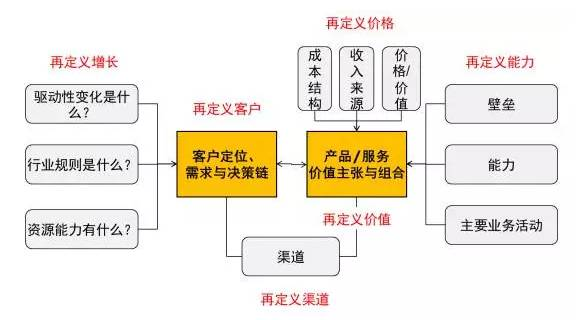 再定义价格
再定义增长
再定义能力
成本结构
收入来源
价格/价值
驱动性变化是什
么？
壁垒
再定义客户
客户定位、
需求与决策链
产品/服务
价值主张与组合
行业规则是什么？
能力
再定义价值
资源能力有什么？
主要业务活动
渠道
再定义渠道